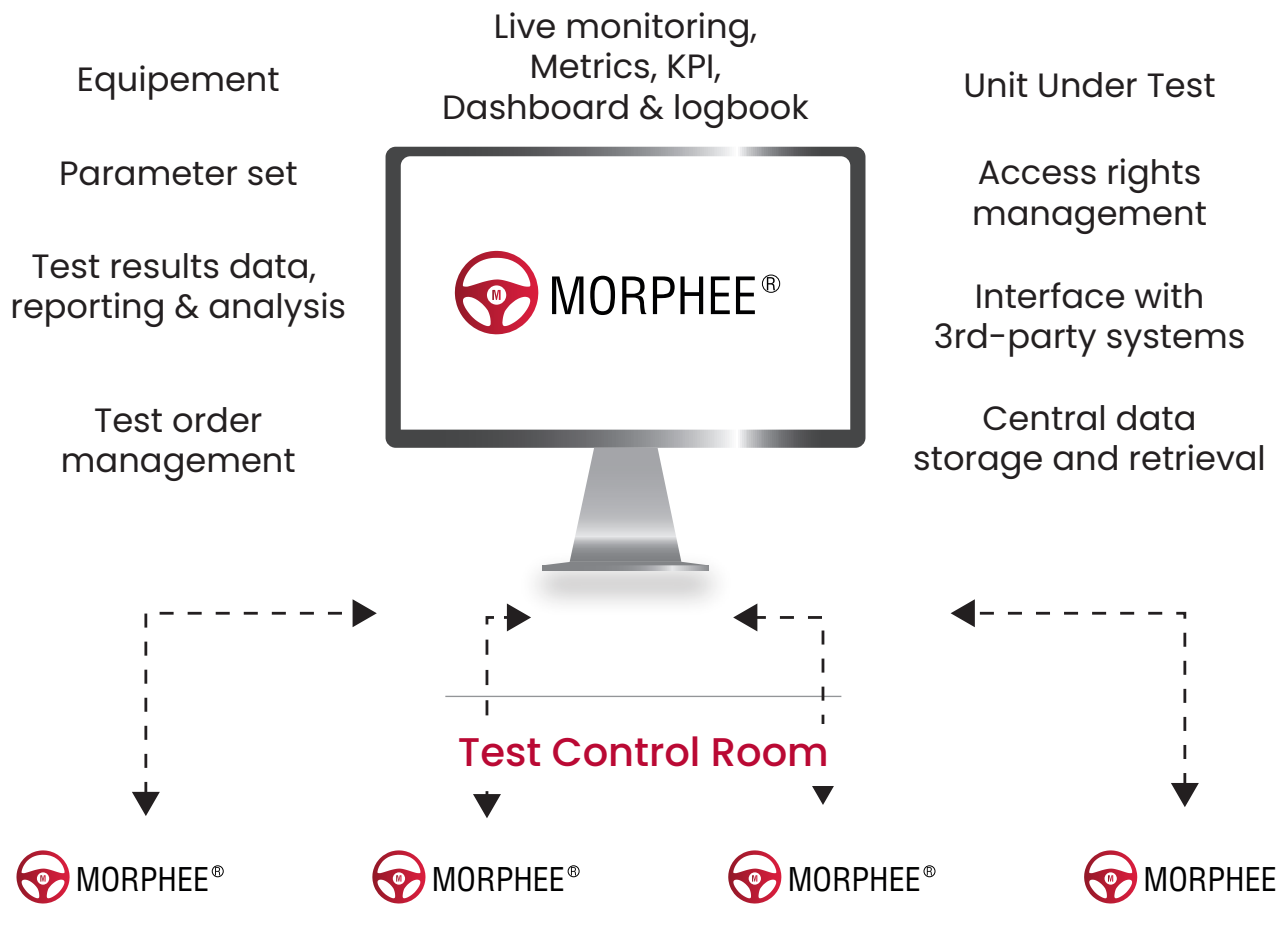 Live monitoring,
Metrics, KPI,
Dashboard & logbook
Equipement
Parameter set
Test results data,
reporting & analysis
Test order
management
M MORPHEE®
Unit Under Test
Access rights
management
Interface with
3rd-party systems
Central data
storage and retrieval
Test Control Room
M MORPHEE®
M MORPHEE®
M MORPHEE®
M MORPHEE